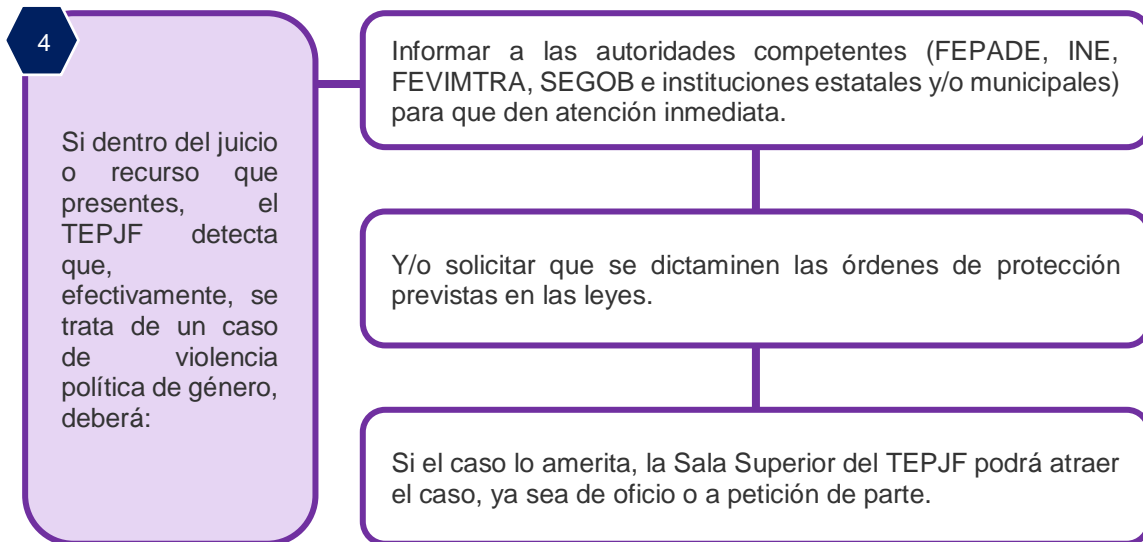 4
Si dentro del juicio
o recurso que
presentes, el
TEPJF detecta
que,
efectivamente, se
trata de un caso
de violencia
política de género,
deberá:
Informar a las autoridades competentes (FEPADE, INE,
FEVIMTRA, SEGOB e instituciones estatales y/o municipales)
para que den atención inmediata.
Y/o solicitar que se dictaminen las órdenes de protección
previstas en las leyes.
Si el caso lo amerita, la Sala Superior del TEPJF podrá atraer
el caso, ya sea de oficio o a petición de parte.